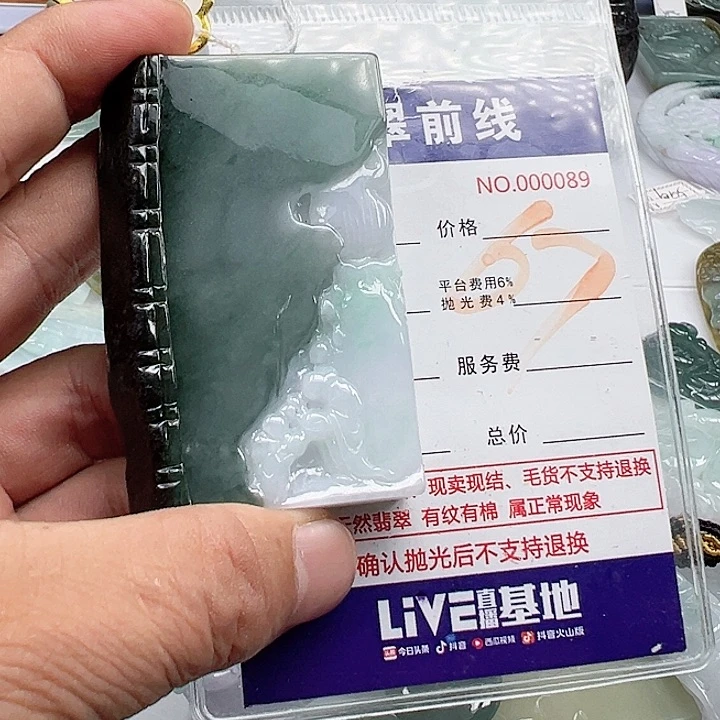 翠前线
NO.000089
价格
平台费用6%
抛光费4%
服务费
总价
现卖现结、毛货不支持退换
天然翡翠 有纹有棉 属正常现象
确认抛光后不支持退换
LiVE直播基地
今日头条 抖音 西瓜视频 抖音火山版